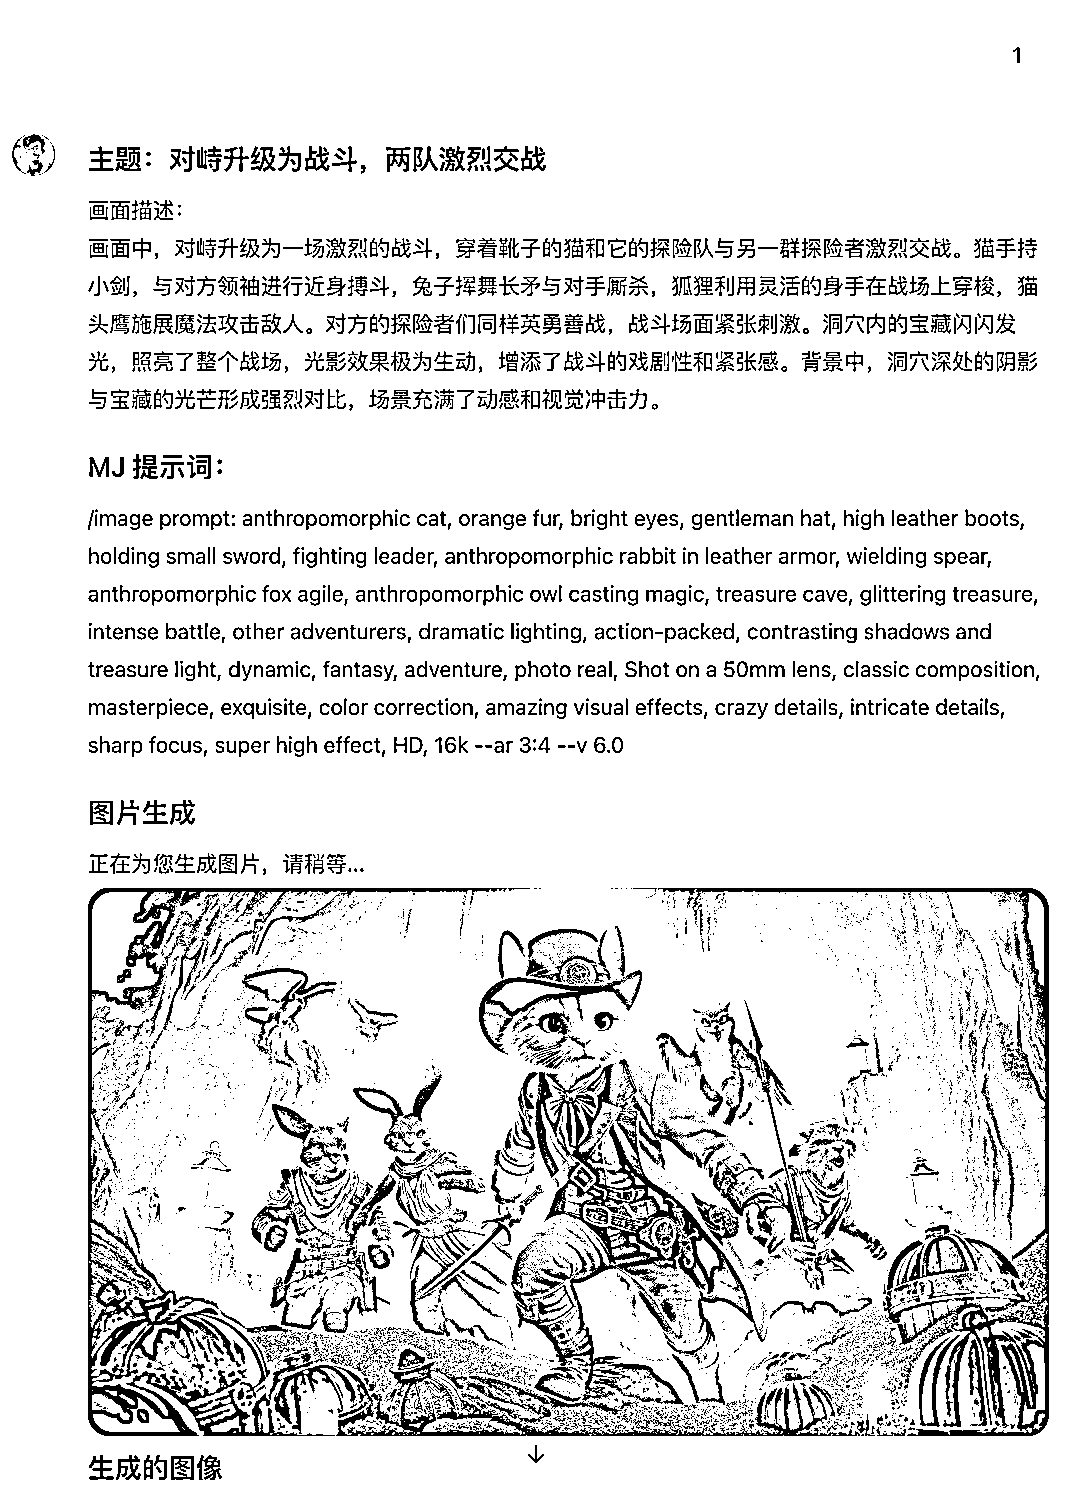 1
主题：对峙升级为战斗，两队激烈交战
画面描述：
画面中，对峙升级为一场激烈的战斗，穿着靴子的猫和它的探险队与另一群探险者激烈交战。猫手持
小剑，与对方领袖进行近身搏斗，兔子挥舞长矛与对手厮杀，狐狸利用灵活的身手在战场上穿梭，猫
头鹰施展魔法攻击敌人。对方的探险者们同样英勇善战，战斗场面紧张刺激。洞穴内的宝藏闪闪发
光，照亮了整个战场，光影效果极为生动，增添了战斗的戏剧性和紧张感。背景中，洞穴深处的阴影
与宝藏的光芒形成强烈对比，场景充满了动感和视觉冲击力。
MJ 提示词：
/image prompt: anthropomorphic cat, orange fur, bright eyes, gentleman hat, high leather boots,
holding small sword, fighting leader, anthropomorphic rabbit in leather armor, wielding spear,
anthropomorphic fox agile, anthropomorphic owl casting magic, treasure cave, glittering treasure,
intense battle, other adventurers, dramatic lighting, action-packed, contrasting shadows and
treasure light, dynamic, fantasy, adventure, photo real, Shot on a 50mm lens, classic composition,
masterpiece, exquisite, color correction, amazing visual effects, crazy details, intricate details,
sharp focus, super high effect, HD, 16k --ar 3:4 --v 6.0
图片生成
正在为您生成图片，请稍等...
生成的图像